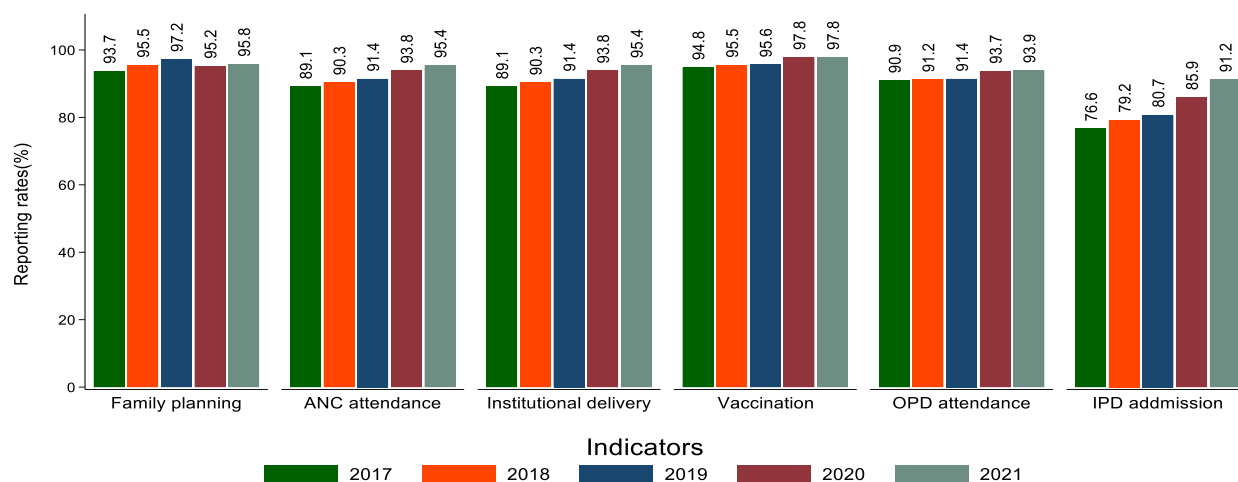 93.7 95.5 97.2 95.2 95.8 89.1 90.3 91.4 93.8 95.4 89.1 90.3 91.4 93.8 95.4 94.8 95.5 95.6 97.8 97.8 90.9 91.2 91.4 93.7 93.9 76.6 79.2 80.7 85.9 91.2
Reporting rates(%)
100
80
60
40
20
0
Family planning ANC attendance Institutional delivery Vaccination OPD attendance IPD addmission
Indicators
2017 2018 2019 2020 2021